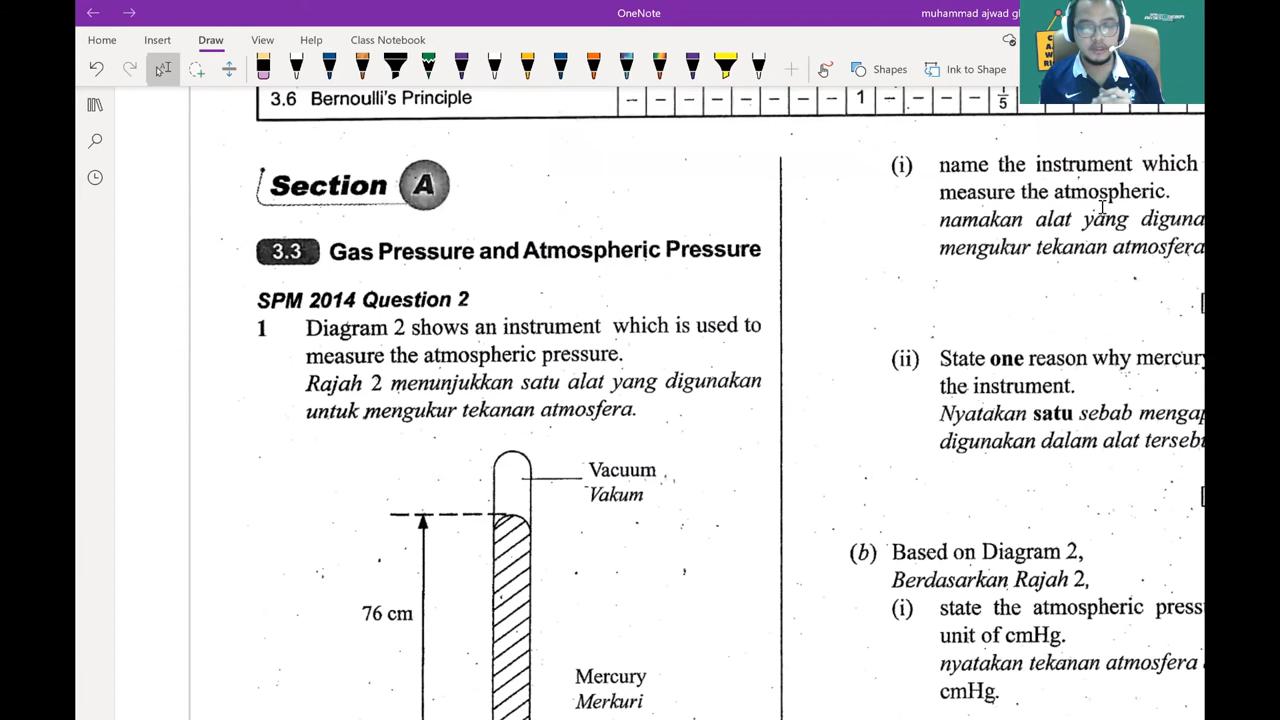 OneNote
muhammad ajwad gh
Home Insert Draw View Help Class Notebook
Shapes
Ink to Shape
3.6 Bernoulli's Principle – – – – – – – – 1 – – – – 1/5
Section A
3.3 Gas Pressure and Atmospheric Pressure
SPM 2014 Question 2
1 Diagram 2 shows an instrument which is used to
measure the atmospheric pressure.
Rajah 2 menunjukkan satu alat yang digunakan
untuk mengukur tekanan atmosfera.
Vacuum
Vakum
76 cm
Mercury
Merkuri
(i) name the instrument which
measure the atmospheric.
namakan alat yang diguna
mengukur tekanan atmosfera
(ii) State one reason why mercur
the instrument.
Nyatakan satu sebab mengap
digunakan dalam alat tersebu
(b) Based on Diagram 2,
Berdasarkan Rajah 2,
(i) state the atmospheric press
unit of cmHg.
nyatakan tekanan atmosfera
cmHg.